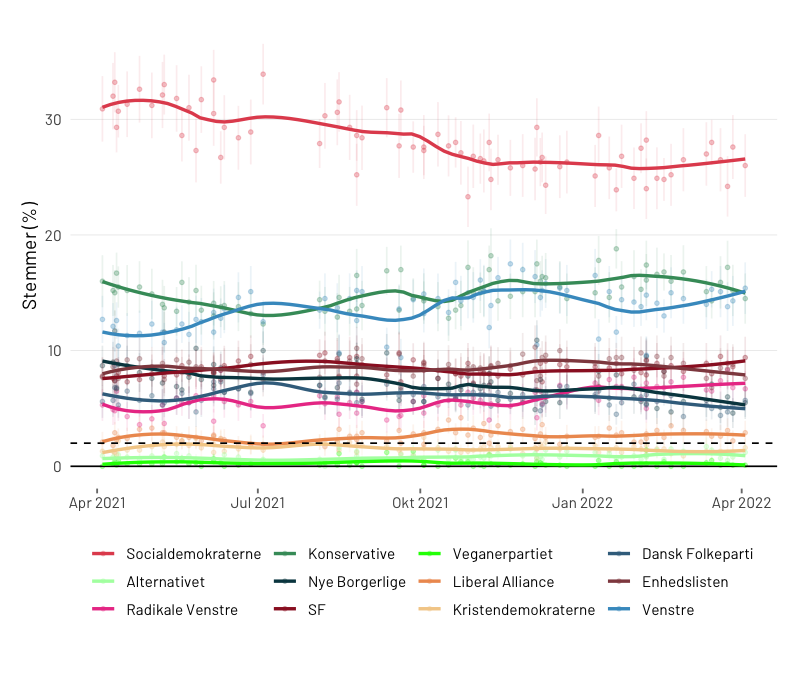 Stemmer(%)
30
20
10
0
Apr 2021 Jul 2021 Okt 2021 Jan 2022 Apr 2022
Socialdemokraterne Konservative Veganerpartiet Dansk Folkeparti
Alternativet Nye Borgerlige Liberal Alliance Enhedslisten
Radikale Venstre SF Kristendemokraterne Venstre